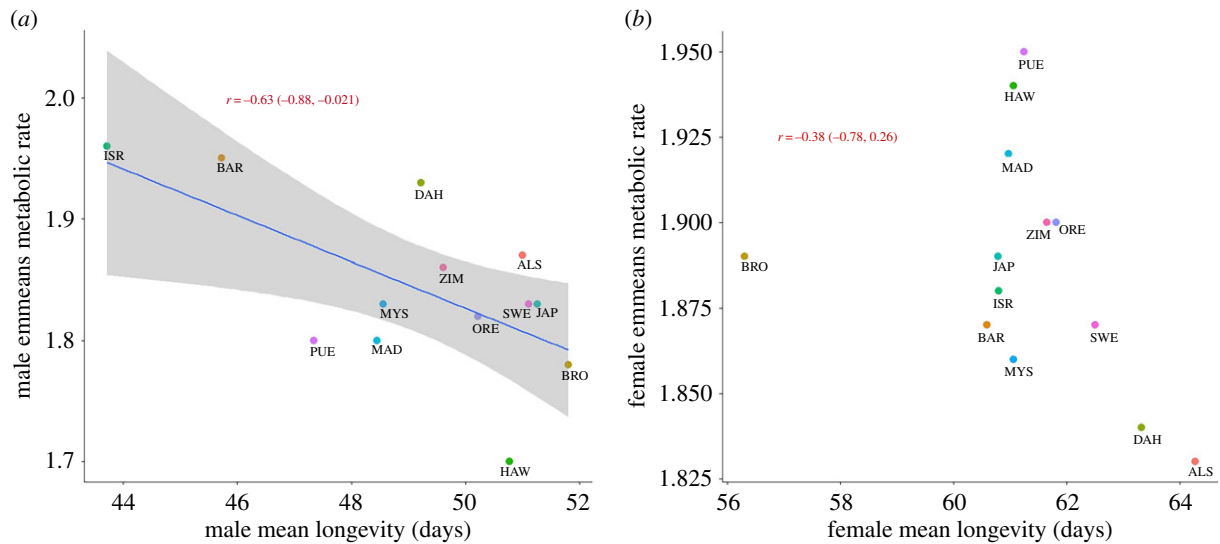 (a)
male emmeans metabolic rate
2.0
1.9
1.8
1.7
r = –0.63 (–0.88, –0.021)
ISR
BAR
DAH
ZIM
ALS
MYS
SWE
JAP
ORE
PUE
MAD
BRO
HAW
44
46
48
50
52
male mean longevity (days)
(b)
female emmeans metabolic rate
1.950
1.925
1.900
1.875
1.850
1.825
r = –0.38 (–0.78, 0.26)
PUE
HAW
MAD
ZIM
ORE
BRO
JAP
ISR
BAR
SWE
MYS
DAH
ALS
56
58
60
62
64
female mean longevity (days)